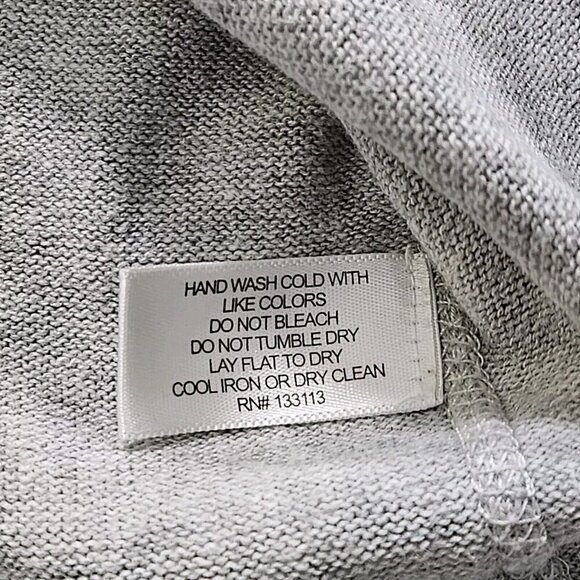 HAND WASH COLD WITH
LIKE COLORS
DO NOT BLEACH
DO NOT TUMBLE DRY
LAY FLAT TO DRY
COOL IRON OR DRY CLEAN
RN# 133113